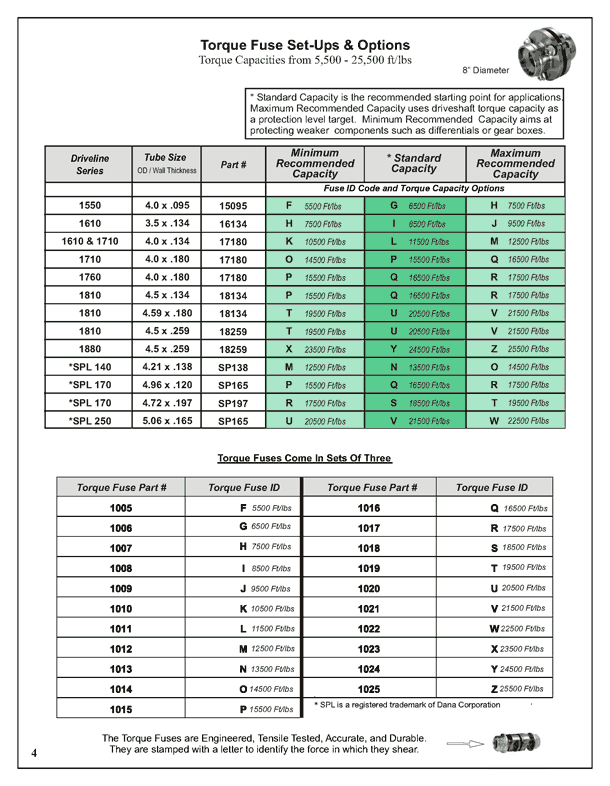 Torque Fuse Set-Ups & Options
Torque Capacities from 5,500 - 25,500 ft/lbs
8" Diameter
* Standard Capacity is the recommended starting point for applications.
Maximum Recommended Capacity uses driveshaft torque capacity as
a protection level target. Minimum Recommended Capacity aims at
protecting weaker components such as differentials or gear boxes.
Driveline Series | Tube Size OD / Wall Thickness | Part # | Minimum Recommended Capacity | * Standard Capacity | Maximum Recommended Capacity
Fuse ID Code and Torque Capacity Options
1550 4.0 x .095 15095 F 5500 Ft/lbs G 6500 Ft/lbs H 7500 Ft/lbs
1610 3.5 x .134 16134 H 7500 Ft/lbs I 8500 Ft/lbs J 9500 Ft/lbs
1610 & 1710 4.0 x .134 17180 K 10500 Ft/lbs L 11500 Ft/lbs M 12500 Ft/lbs
1710 4.0 x .180 17180 O 14500 Ft/lbs P 15500 Ft/lbs Q 16500 Ft/lbs
1760 4.0 x .180 17180 P 15500 Ft/lbs Q 16500 Ft/lbs R 17500 Ft/lbs
1810 4.5 x .134 18134 P 15500 Ft/lbs Q 16500 Ft/lbs R 17500 Ft/lbs
1810 4.59 x .180 18134 T 19500 Ft/lbs U 20500 Ft/lbs V 21500 Ft/lbs
1810 4.5 x .259 18259 T 19500 Ft/lbs U 20500 Ft/lbs V 21500 Ft/lbs
1880 4.5 x .259 18259 X 23500 Ft/lbs Y 24500 Ft/lbs Z 25500 Ft/lbs
*SPL 140 4.21 x .138 SP138 M 12500 Ft/lbs N 13500 Ft/lbs O 14500 Ft/lbs
*SPL 170 4.96 x .120 SP165 P 15500 Ft/lbs Q 16500 Ft/lbs R 17500 Ft/lbs
*SPL 170 4.72 x .197 SP197 R 17500 Ft/lbs S 18500 Ft/lbs T 19500 Ft/lbs
*SPL 250 5.06 x .165 SP165 U 20500 Ft/lbs V 21500 Ft/lbs W 22500 Ft/lbs
Torque Fuses Come In Sets Of Three
Torque Fuse Part # Torque Fuse ID Torque Fuse Part # Torque Fuse ID
1005 F 5500 Ft/lbs 1016 Q 16500 Ft/lbs
1006 G 6500 Ft/lbs 1017 R 17500 Ft/lbs
1007 H 7500 Ft/lbs 1018 S 18500 Ft/lbs
1008 I 8500 Ft/lbs 1019 T 19500 Ft/lbs
1009 J 9500 Ft/lbs 1020 U 20500 Ft/lbs
1010 K 10500 Ft/lbs 1021 V 21500 Ft/lbs
1011 L 11500 Ft/lbs 1022 W 22500 Ft/lbs
1012 M 12500 Ft/lbs 1023 X 23500 Ft/lbs
1013 N 13500 Ft/lbs 1024 Y 24500 Ft/lbs
1014 O 14500 Ft/lbs 1025 Z 25500 Ft/lbs
1015 P 15500 Ft/lbs * SPL is a registered trademark of Dana Corporation
The Torque Fuses are Engineered, Tensile Tested, Accurate, and Durable.
They are stamped with a letter to identify the force in which they shear.
4